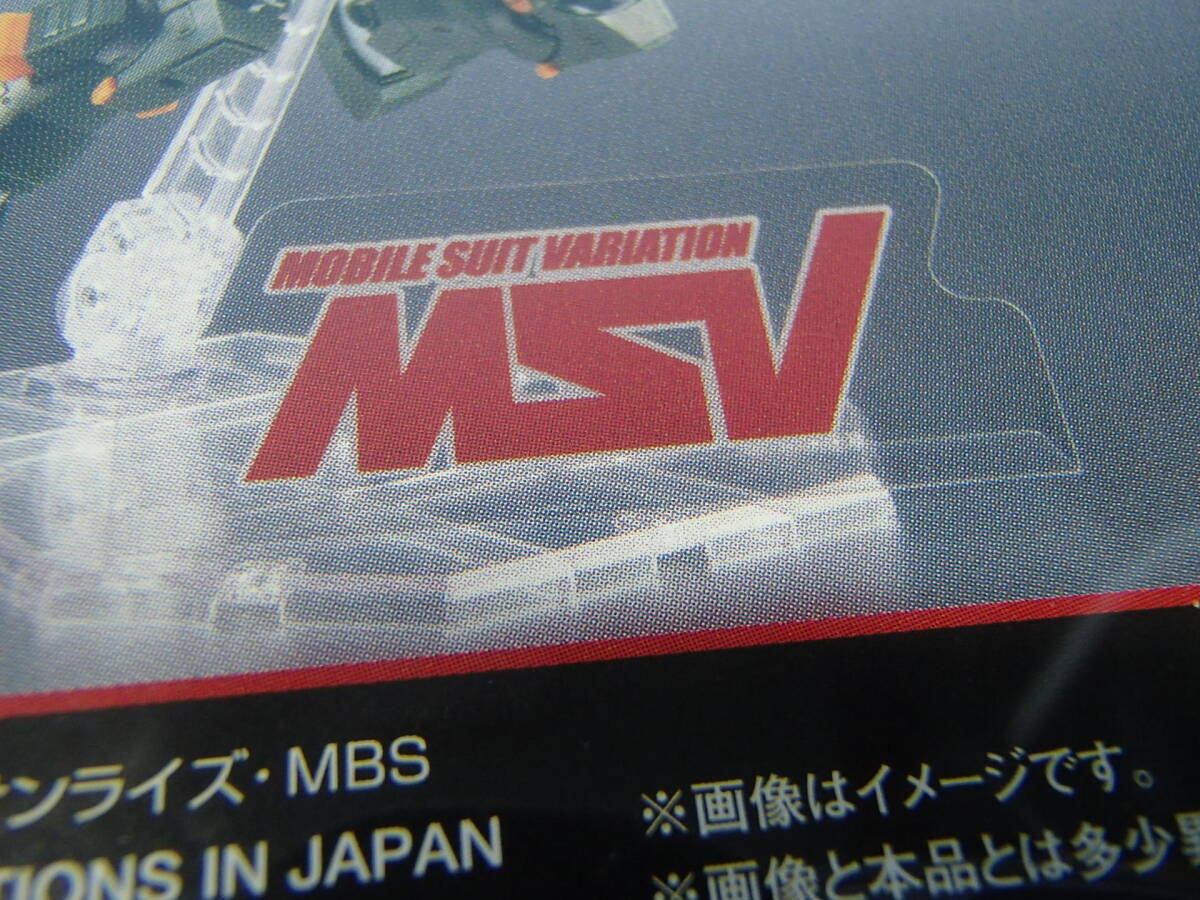 MOBILE SUIT VARIATION
MSV
ンライズ・MBS
TIONS IN JAPAN
※画像はイメージです。
※画像と本品とは多少